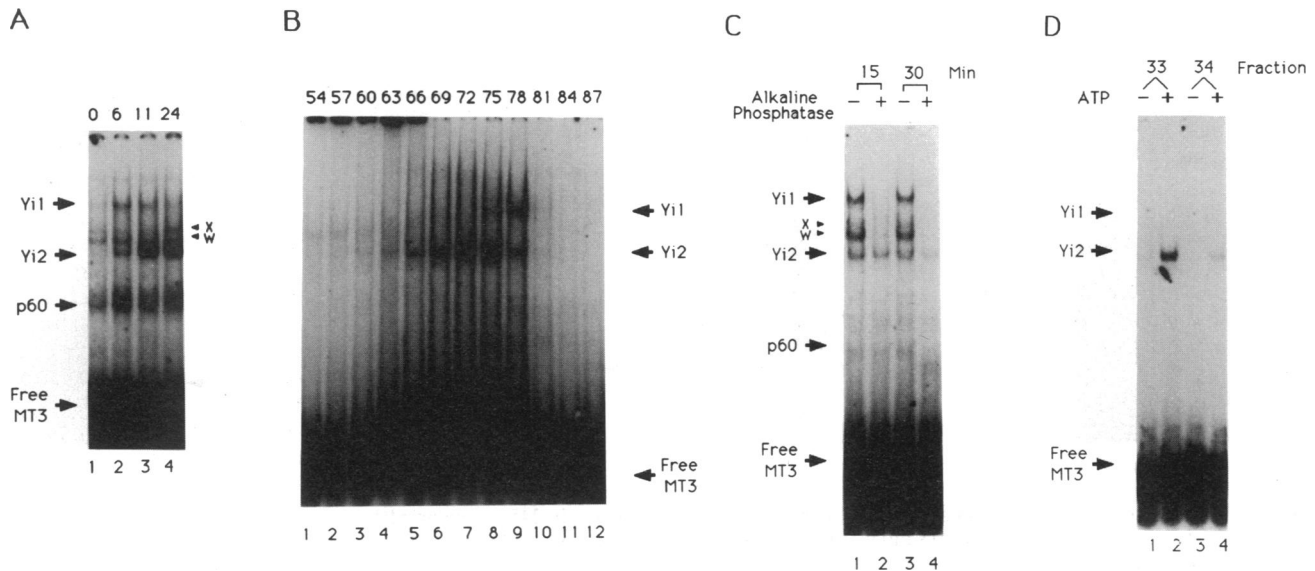 A
0 6 11 24
Yi1
X
W
Yi2
p60
Free
MT3
1 2 3 4
B
54 57 60 63 66 69 72 75 78 81 84 87
Yi1
Yi2
Free
MT3
1 2 3 4 5 6 7 8 9 10 11 12
C
15 30 Min
Alkaline
Phosphatase
− + − +
Yi1
X
W
Yi2
p60
Free
MT3
1 2 3 4
D
33 34 Fraction
ATP − + − +
Yi1
Yi2
Free
MT3
1 2 3 4